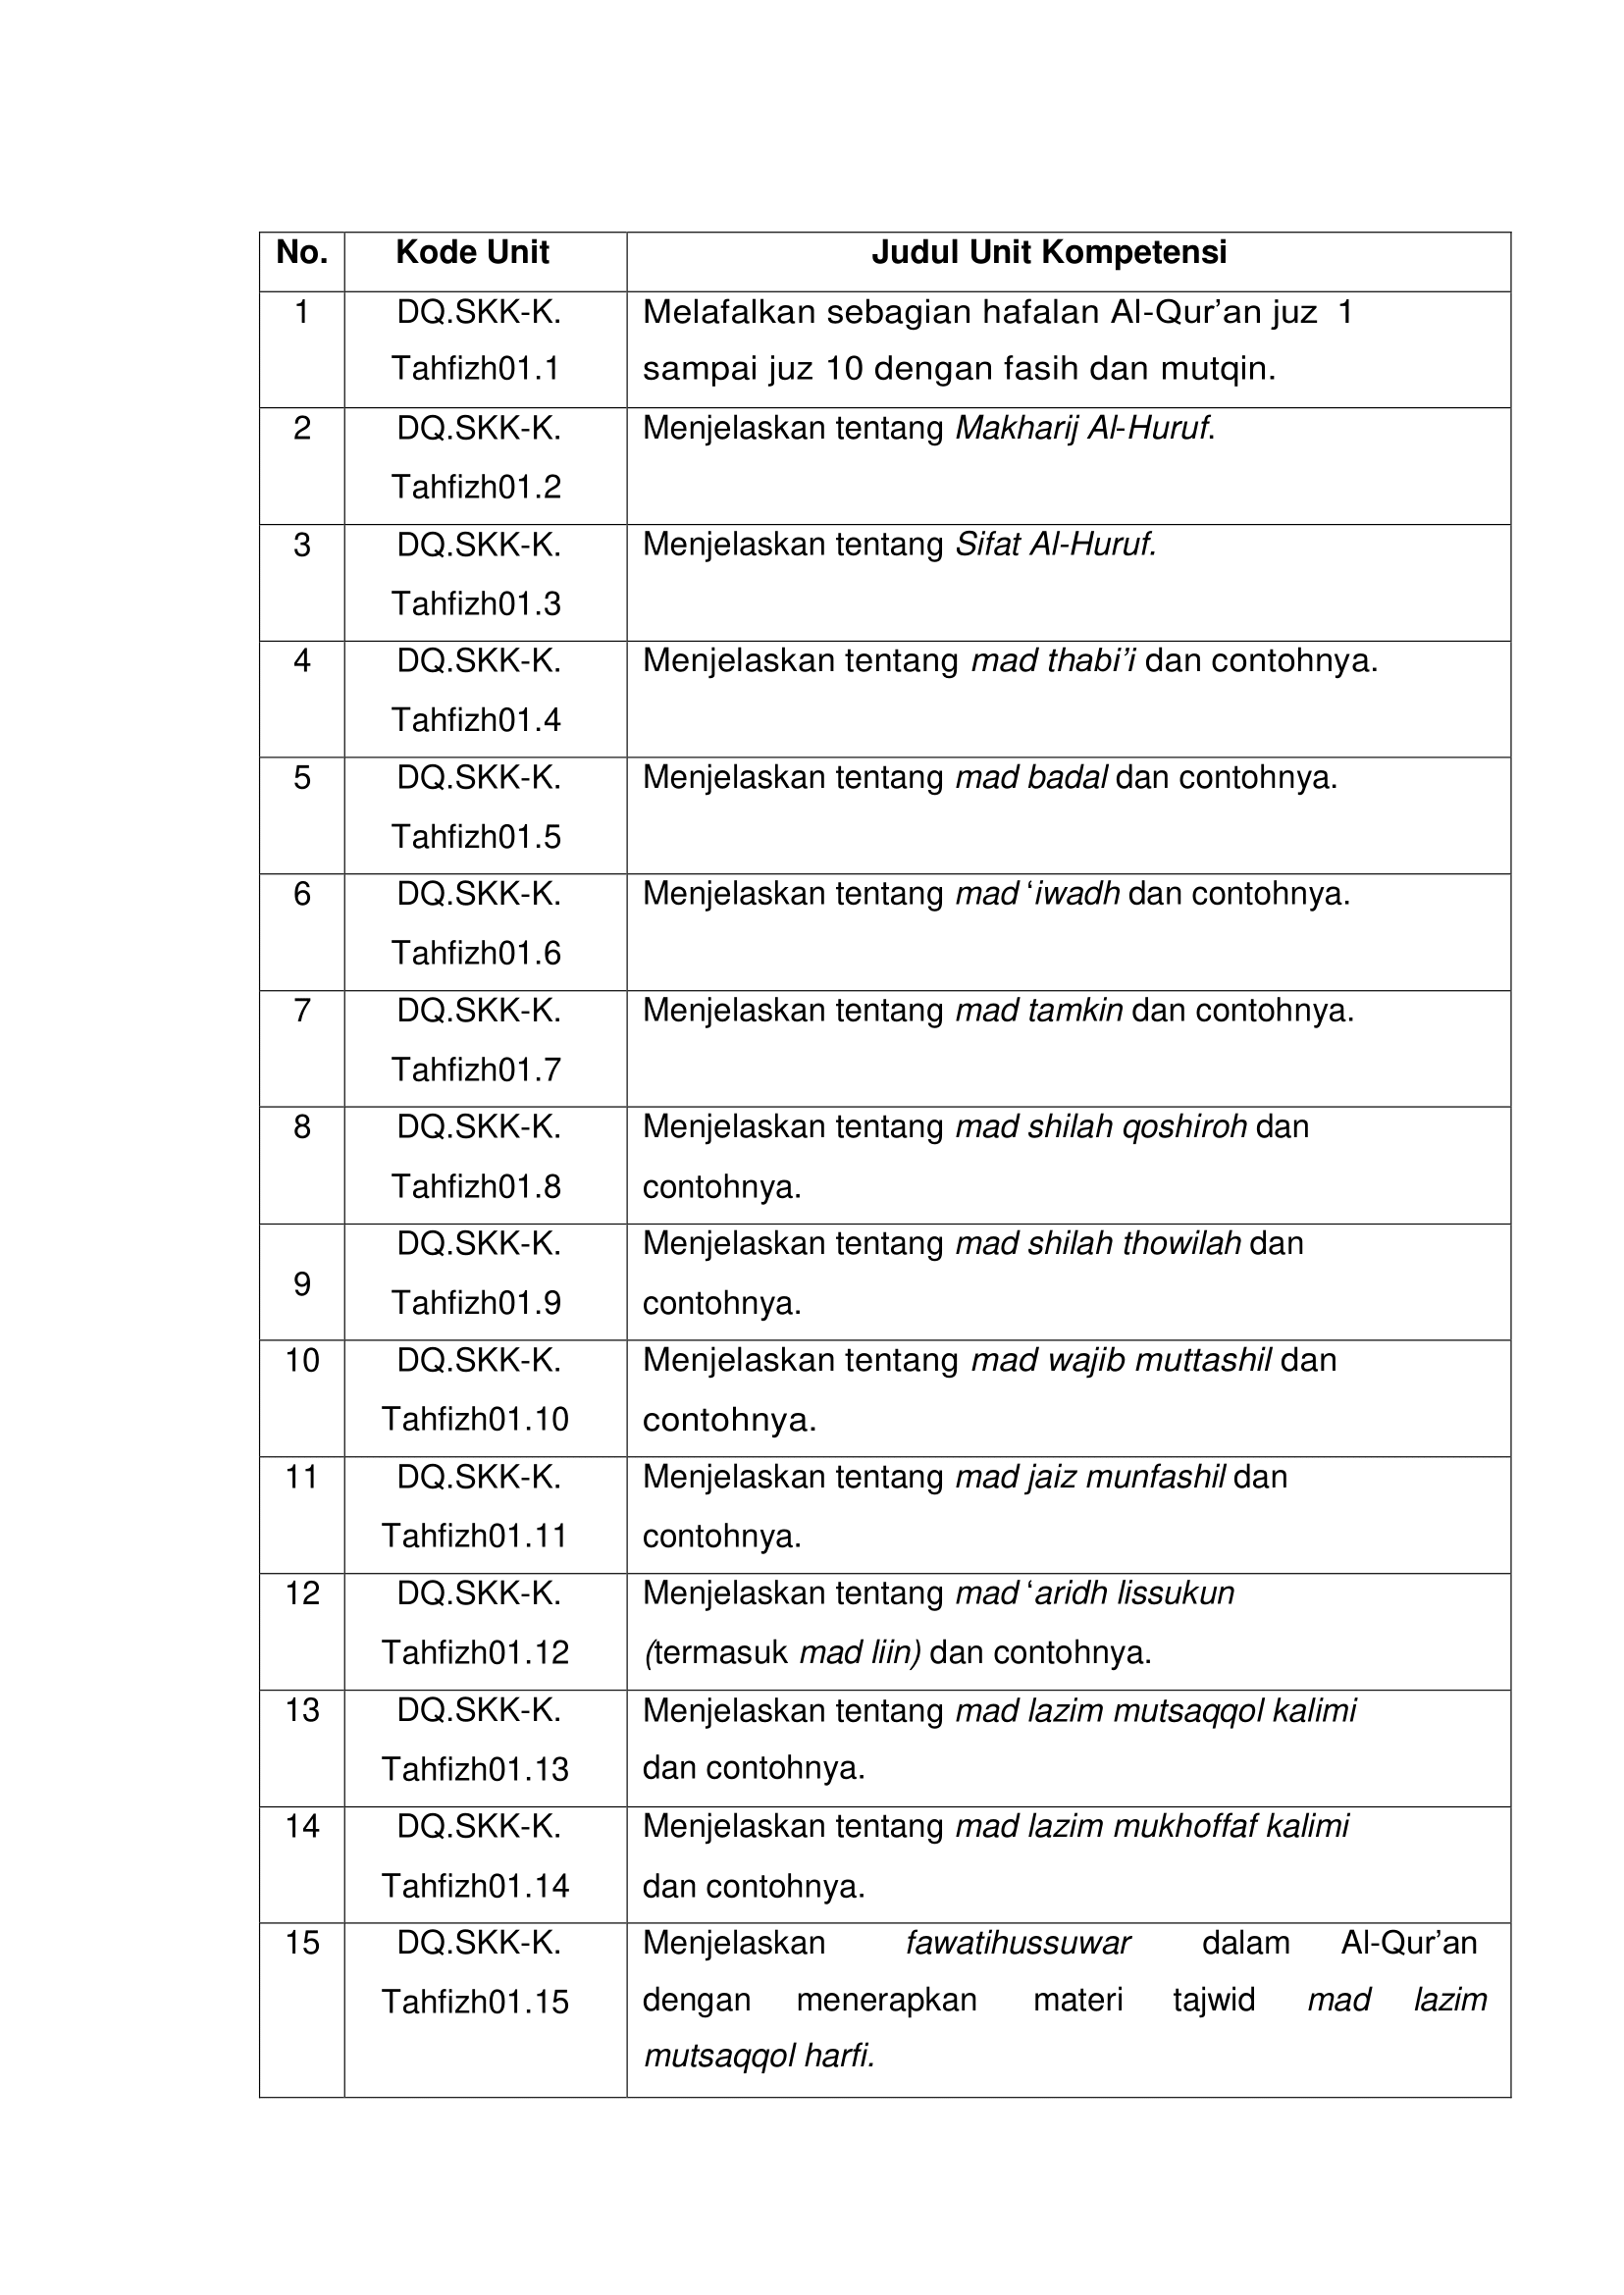 No. Kode Unit Judul Unit Kompetensi
1 DQ.SKK-K. Melafalkan sebagian hafalan Al-Qur’an juz 1
Tahfizh01.1 sampai juz 10 dengan fasih dan mutqin.
2 DQ.SKK-K. Menjelaskan tentang Makharij Al-Huruf.
Tahfizh01.2
3 DQ.SKK-K. Menjelaskan tentang Sifat Al-Huruf.
Tahfizh01.3
4 DQ.SKK-K. Menjelaskan tentang mad thabi’i dan contohnya.
Tahfizh01.4
5 DQ.SKK-K. Menjelaskan tentang mad badal dan contohnya.
Tahfizh01.5
6 DQ.SKK-K. Menjelaskan tentang mad ‘iwadh dan contohnya.
Tahfizh01.6
7 DQ.SKK-K. Menjelaskan tentang mad tamkin dan contohnya.
Tahfizh01.7
8 DQ.SKK-K. Menjelaskan tentang mad shilah qoshiroh dan
Tahfizh01.8 contohnya.
9 DQ.SKK-K. Menjelaskan tentang mad shilah thowilah dan
Tahfizh01.9 contohnya.
10 DQ.SKK-K. Menjelaskan tentang mad wajib muttashil dan
Tahfizh01.10 contohnya.
11 DQ.SKK-K. Menjelaskan tentang mad jaiz munfashil dan
Tahfizh01.11 contohnya.
12 DQ.SKK-K. Menjelaskan tentang mad ‘aridh lissukun
Tahfizh01.12 (termasuk mad liin) dan contohnya.
13 DQ.SKK-K. Menjelaskan tentang mad lazim mutsaqqol kalimi
Tahfizh01.13 dan contohnya.
14 DQ.SKK-K. Menjelaskan tentang mad lazim mukhoffaf kalimi
Tahfizh01.14 dan contohnya.
15 DQ.SKK-K. Menjelaskan fawatihussuwar dalam Al-Qur’an
Tahfizh01.15 dengan menerapkan materi tajwid mad lazim
mutsaqqol harfi.